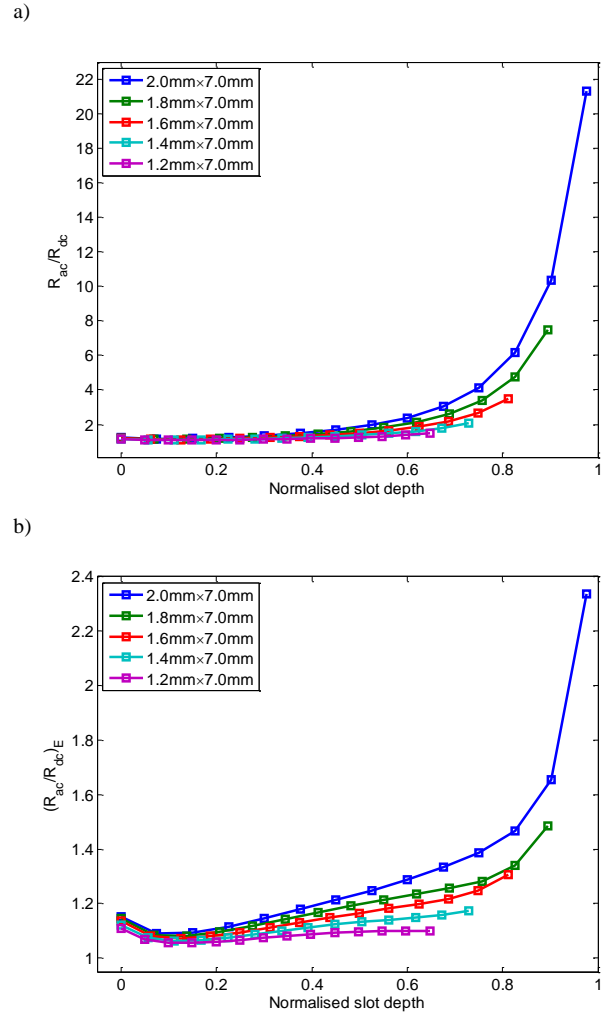 a)
22
20
18
16
14
12
10
8
6
4
2
R_ac/R_dc
2.0mm×7.0mm
1.8mm×7.0mm
1.6mm×7.0mm
1.4mm×7.0mm
1.2mm×7.0mm
0 0.2 0.4 0.6 0.8 1
Normalised slot depth
b)
2.4
2.2
2
1.8
1.6
1.4
1.2
1
(R_ac/R_dc)_E
2.0mm×7.0mm
1.8mm×7.0mm
1.6mm×7.0mm
1.4mm×7.0mm
1.2mm×7.0mm
0 0.2 0.4 0.6 0.8 1
Normalised slot depth